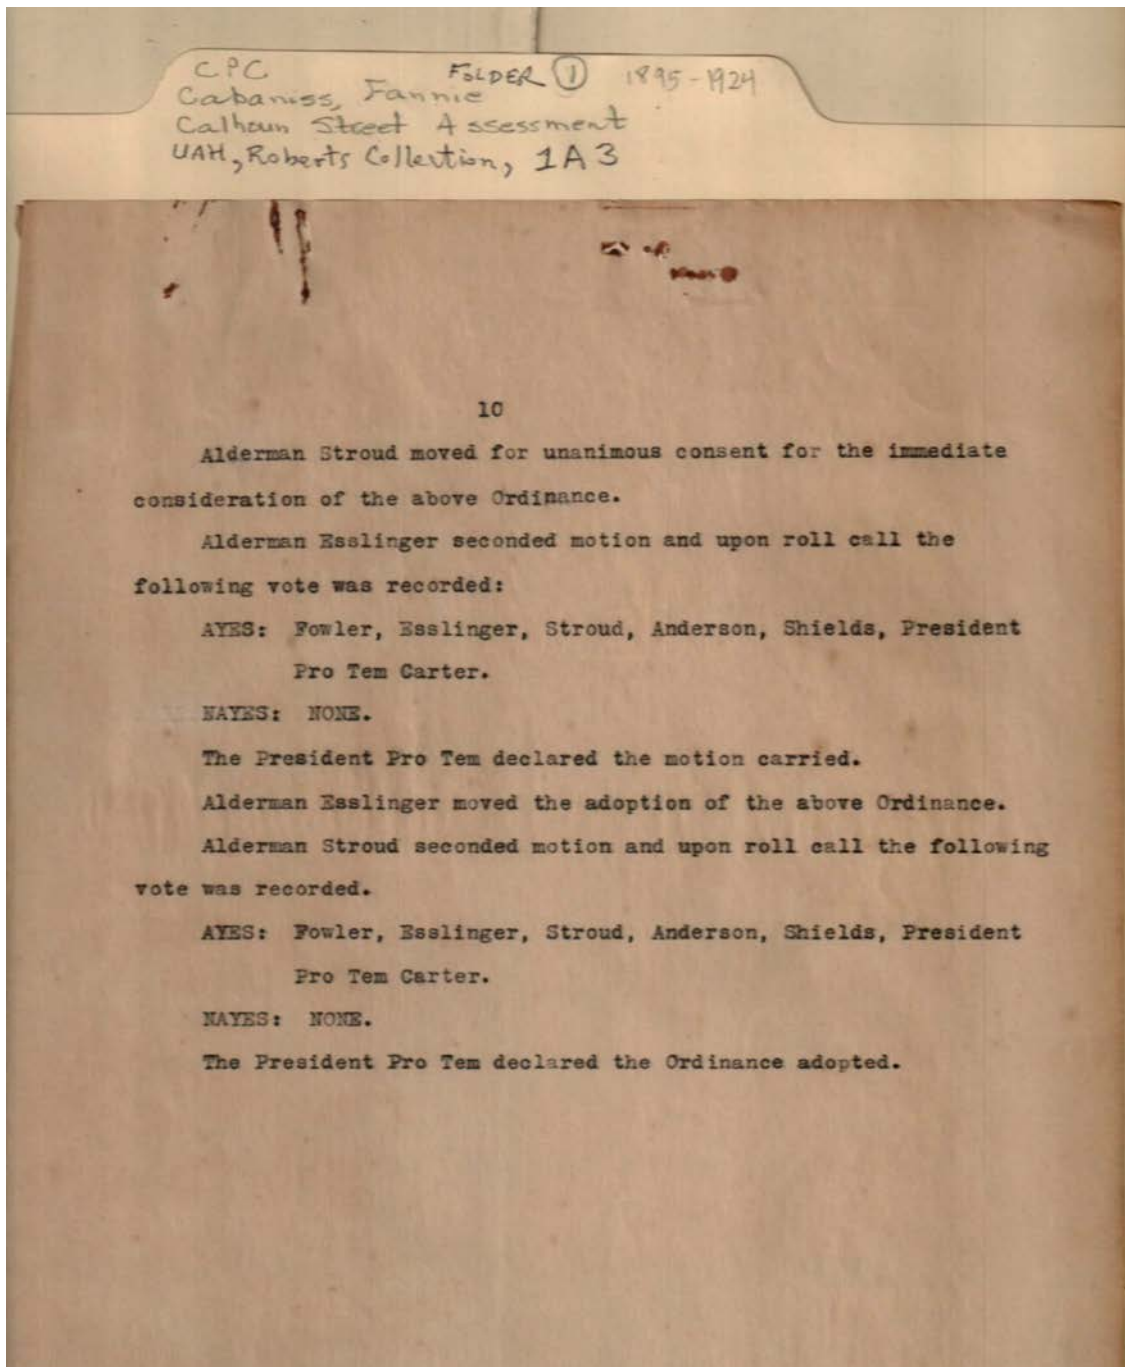 CPC FOLDER 1 1895-1924
Cabaniss, Fannie
Calhoun Street Assessment
UAH, Roberts Collection, 1A3
10
Alderman Stroud moved for unanimous consent for the immediate
consideration of the above Ordinance.
Alderman Esslinger seconded motion and upon roll call the
following vote was recorded:
AYES: Fowler, Esslinger, Stroud, Anderson, Shields, President
Pro Tem Carter.
NAYES: NONE.
The President Pro Tem declared the motion carried.
Alderman Esslinger moved the adoption of the above Ordinance.
Alderman Stroud seconded motion and upon roll call the following
vote was recorded.
AYES: Fowler, Esslinger, Stroud, Anderson, Shields, President
Pro Tem Carter.
NAYES: NONE.
The President Pro Tem declared the Ordinance adopted.